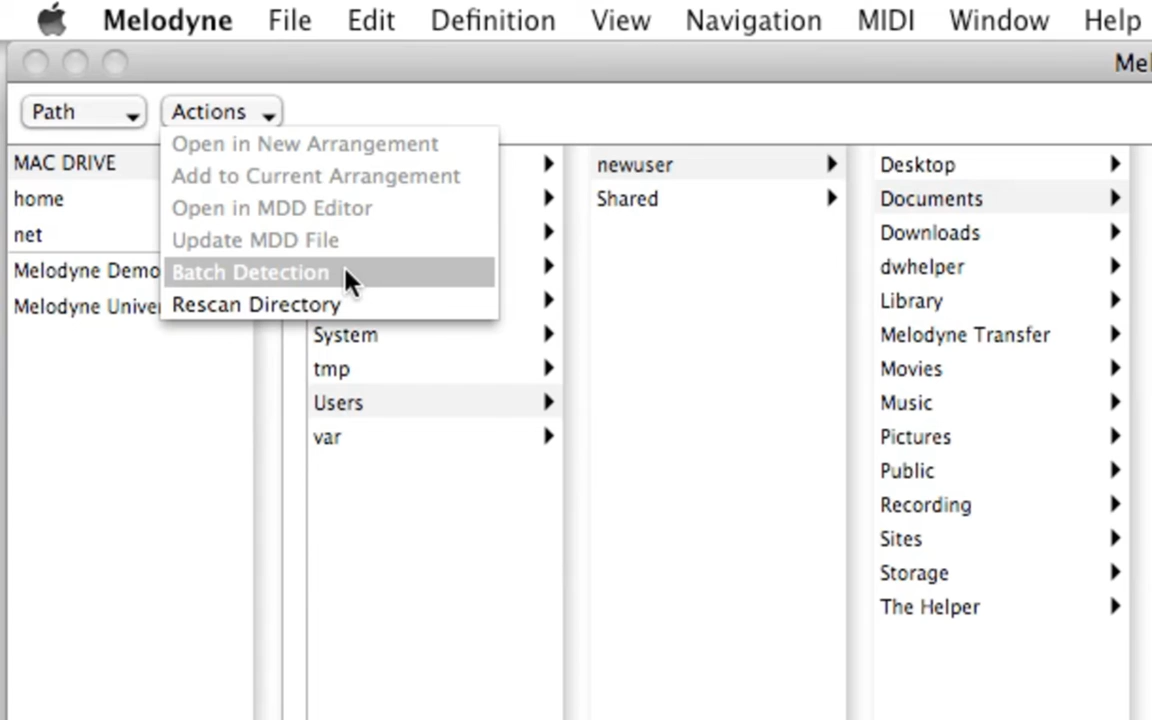 Melodyne File Edit Definition View Navigation MIDI Window Help
Path Actions
Open in New Arrangement
Add to Current Arrangement
Open in MDD Editor
Update MDD File
Batch Detection
Rescan Directory
MAC DRIVE
home
net
Melodyne Demo
System
tmp
Users
var
newuser
Shared
Desktop
Documents
Downloads
dwhelper
Library
Melodyne Transfer
Movies
Music
Pictures
Public
Recording
Sites
Storage
The Helper